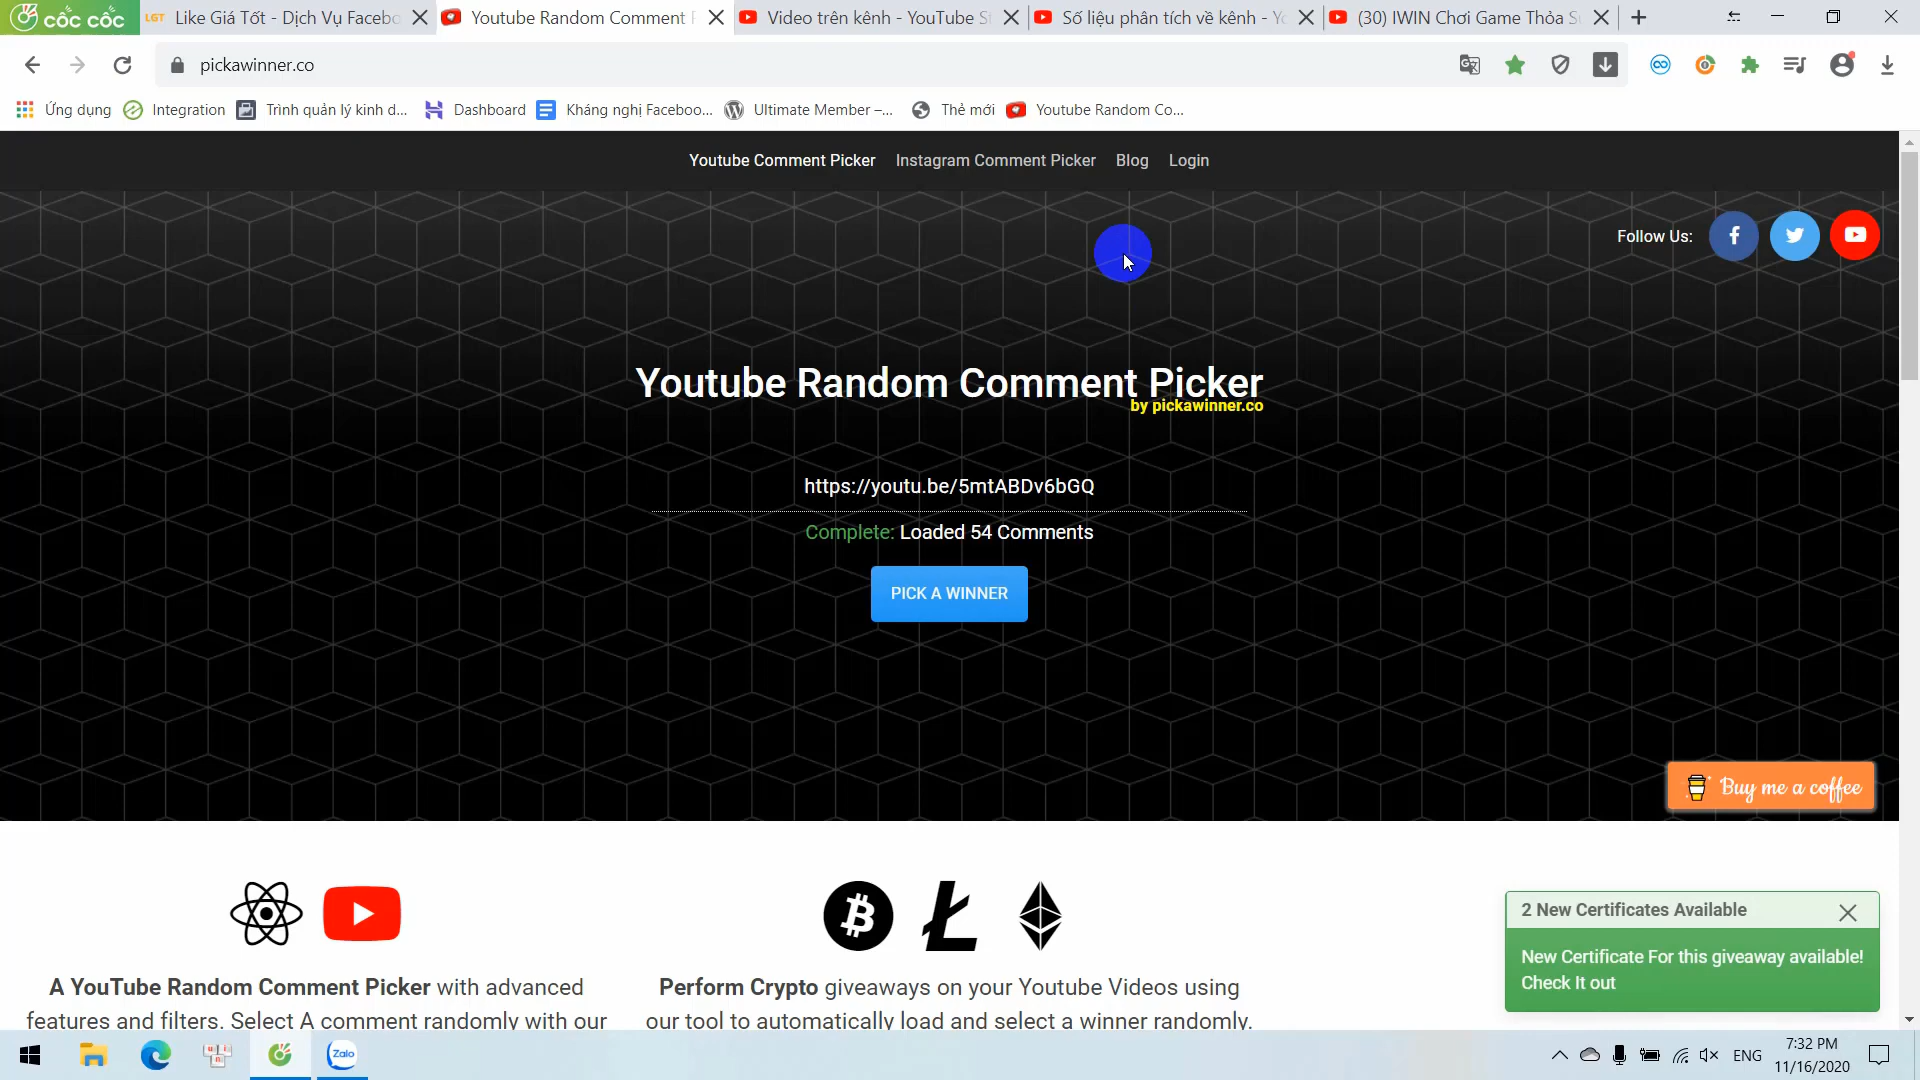 cốc cốc
LGT Like Giá Tốt - Dịch Vụ Facebo
Youtube Random Comment P
Video trên kênh - YouTube S
Số liệu phân tích về kênh - Yo
(30) IWIN Chơi Game Thỏa S
pickawinner.co
Ứng dụng
Integration
Trình quản lý kinh d...
Dashboard
Kháng nghị Faceboo...
Ultimate Member –...
Thẻ mới
Youtube Random Co...
Youtube Comment Picker
Instagram Comment Picker
Blog
Login
Follow Us:
Youtube Random Comment Picker
by pickawinner.co
https://youtu.be/5mtABDv6bGQ
Complete: Loaded 54 Comments
PICK A WINNER
Buy me a coffee
2 New Certificates Available
New Certificate For this giveaway available!
Check It out
A YouTube Random Comment Picker with advanced
features and filters. Select A comment randomly with our
Perform Crypto giveaways on your Youtube Videos using
our tool to automatically load and select a winner randomly.
Zalo
ENG
7:32 PM
11/16/2020